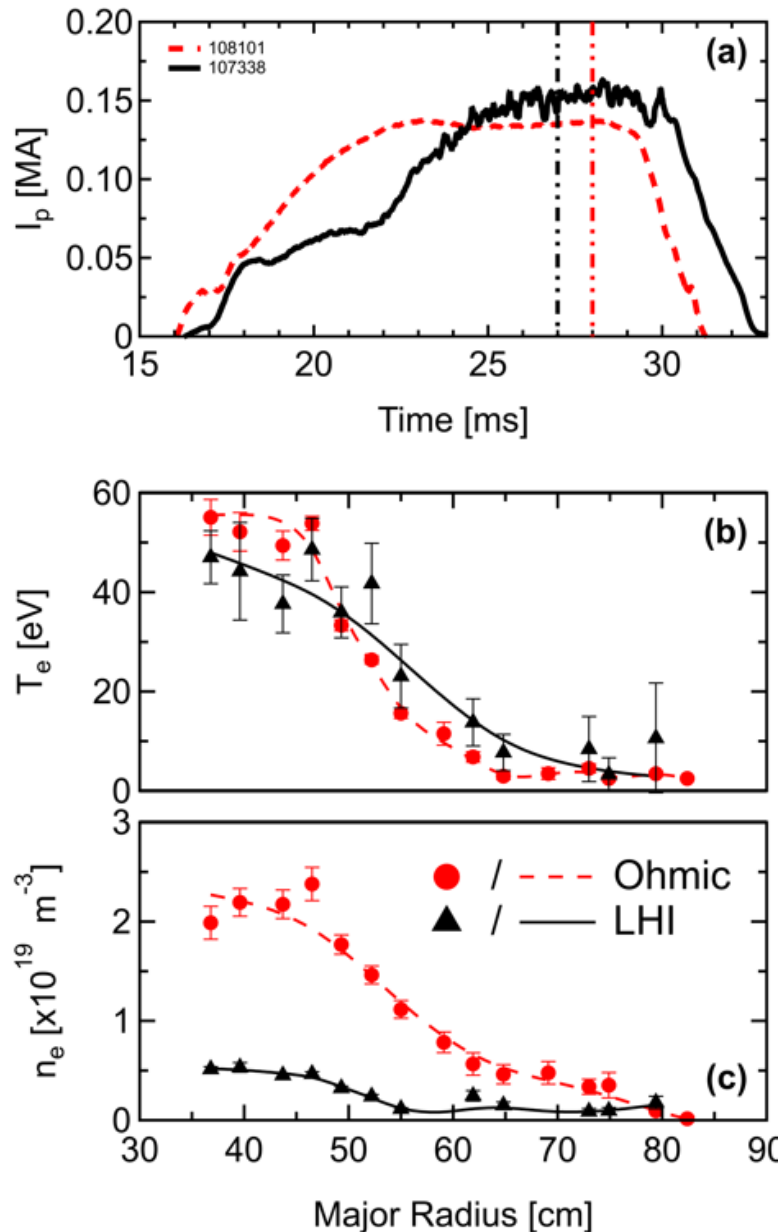 0.20
(a)
108101
107338
0.15
I_p [MA]
0.10
0.05
0
15 20 25 30
Time [ms]
60
(b)
40
T_e [eV]
20
0
3
● / - - - Ohmic
▲ / — LHI
2
n_e [x10^19 m^-3]
1
(c)
0
30 40 50 60 70 80 90
Major Radius [cm]